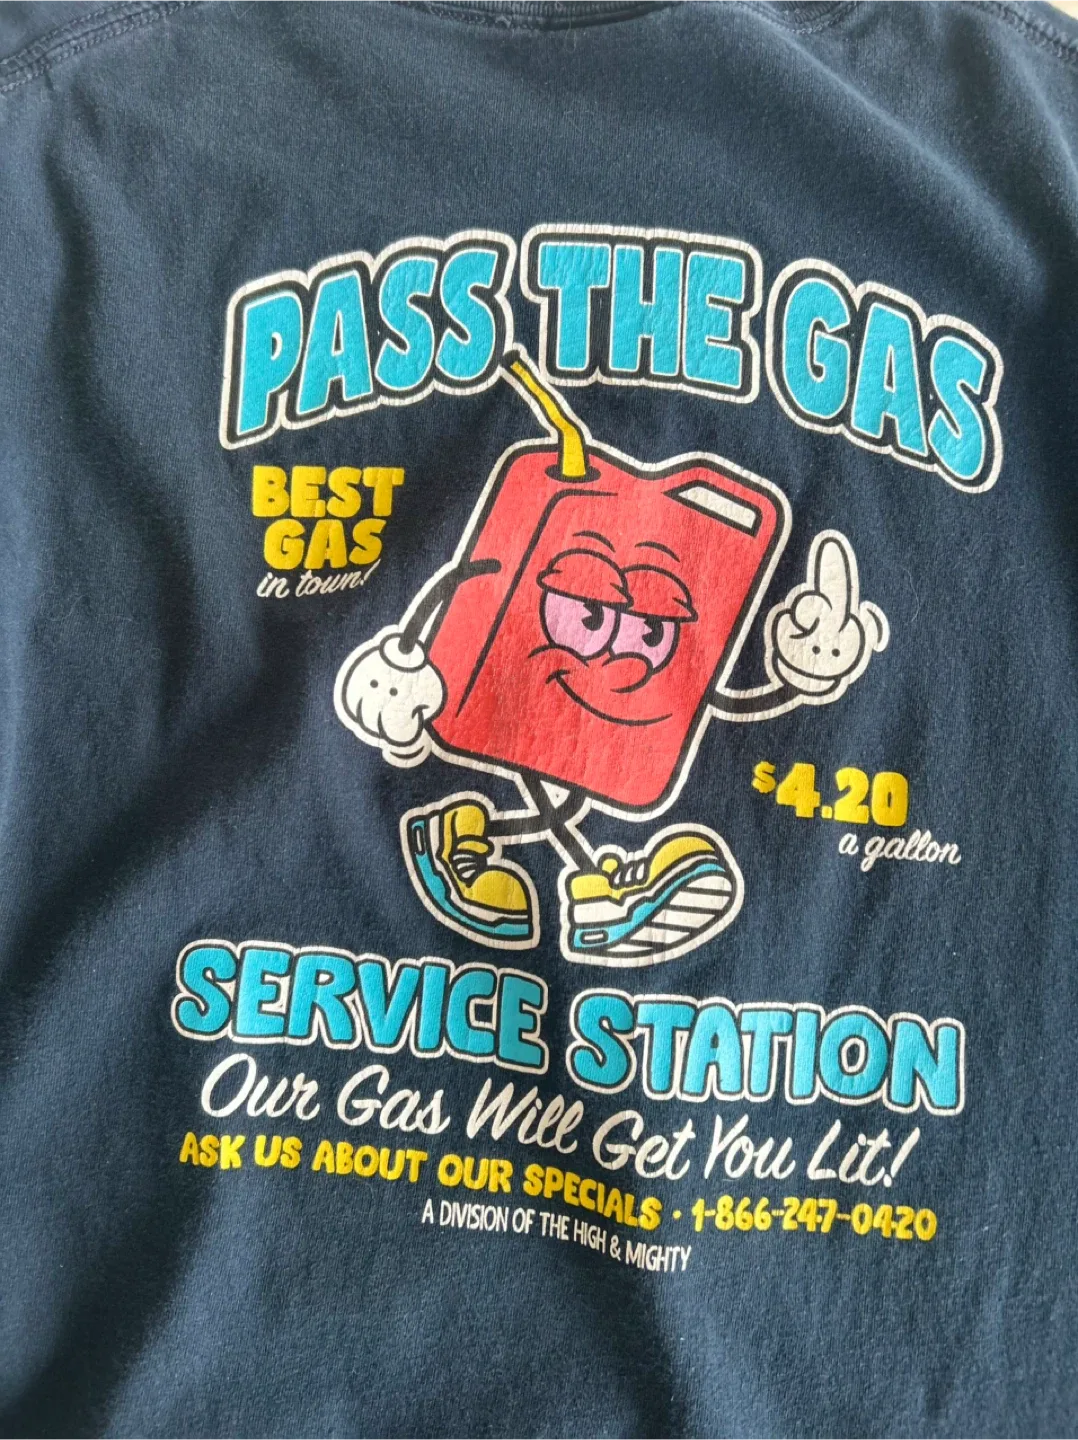 PASS THE GAS
BEST
GAS
in town!
$4.20
a gallon
SERVICE STATION
Our Gas Will Get You Lit!
ASK US ABOUT OUR SPECIALS · 1-866-247-0420
A DIVISION OF THE HIGH & MIGHTY